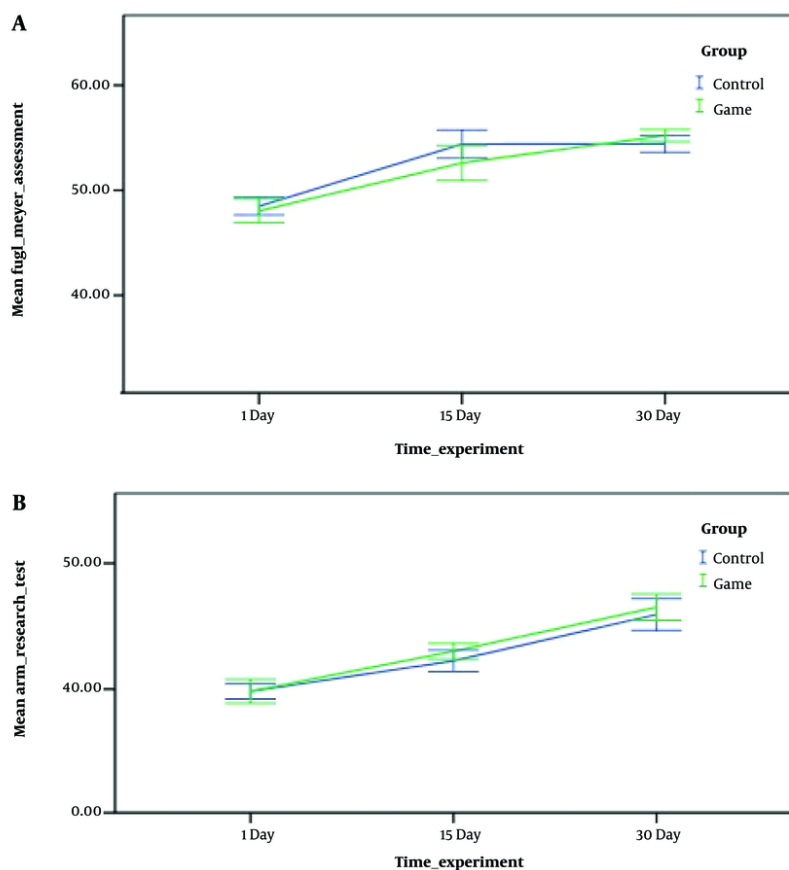 A
Mean fugl_meyer_assessment
60.00
50.00
40.00
Group
Control
Game
1 Day
15 Day
30 Day
Time_experiment
B
Mean arm_research_test
50.00
40.00
0.00
Group
Control
Game
1 Day
15 Day
30 Day
Time_experiment